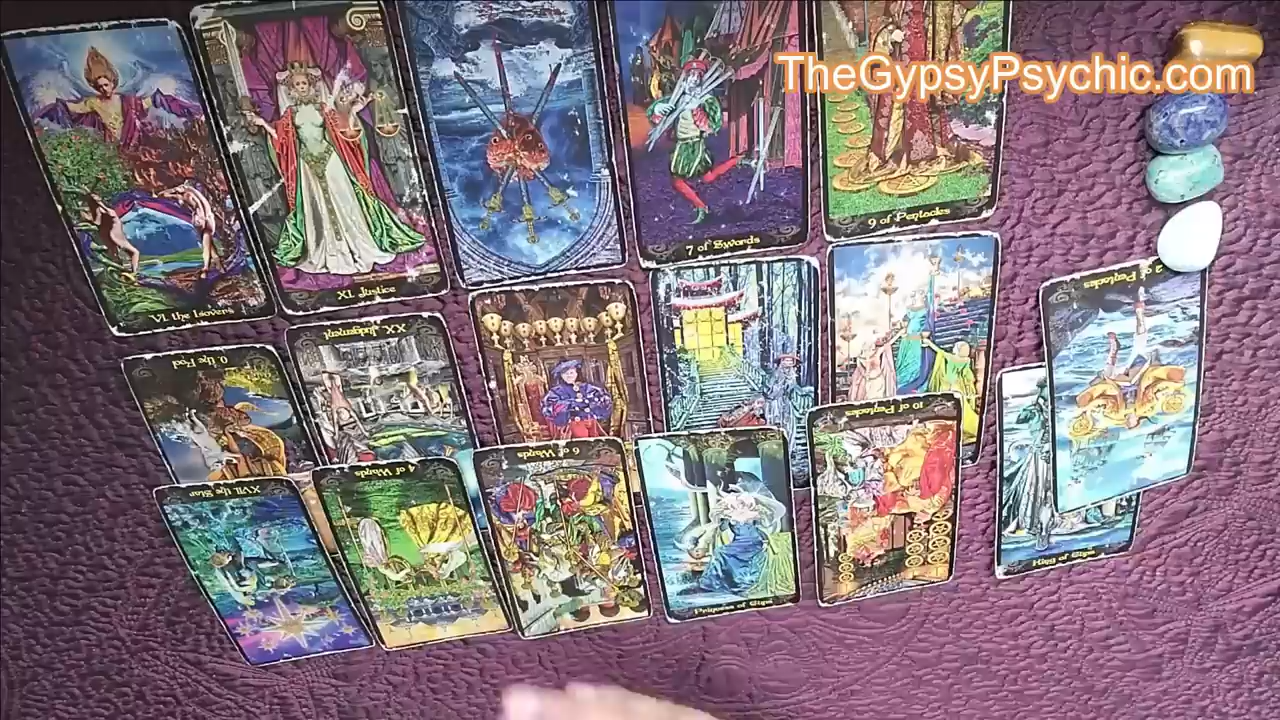 TheGypsyPsychic.com
VI. the Lovers
XI. Justice
7 of Swords
9 of Pentacles
2 of Pentacles
0. the Fool
XX. Judgment
10 of Pentacles
XVII. the Star
4 of Wands
6 of Wands
Princess of Cups
King of Cups